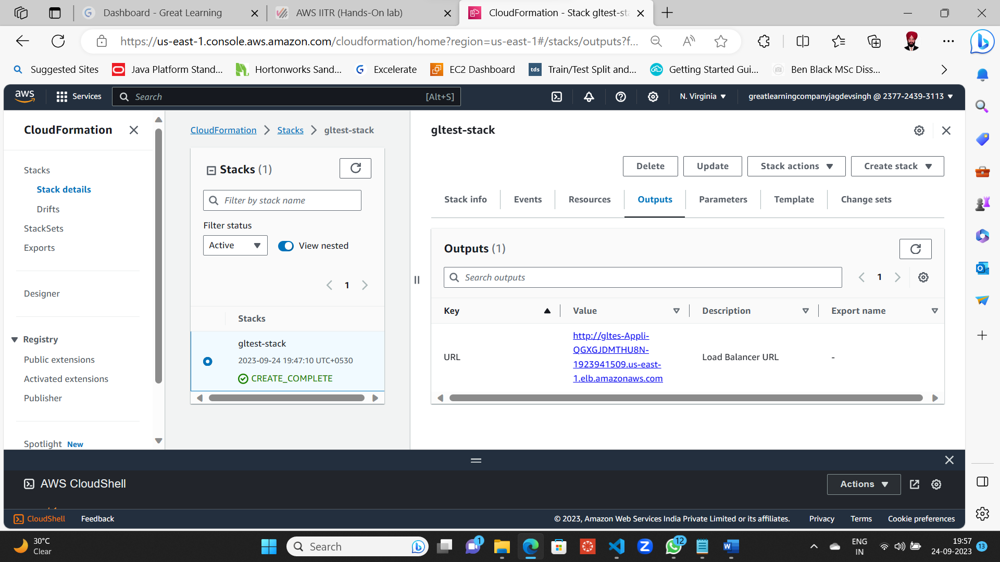 Dashboard - Great Learning
AWS IITR (Hands-On lab)
CloudFormation - Stack gltest-sta
https://us-east-1.console.aws.amazon.com/cloudformation/home?region=us-east-1#/stacks/outputs?f...
Suggested Sites
Java Platform Stand...
Hortonworks Sand...
Excelerate
EC2 Dashboard
tds
Train/Test Split and...
Getting Started Gui...
Ben Black MSc Diss...
aws
Services
Search
[Alt+S]
N. Virginia
greatlearningcompanyjagdevsingh @ 2377-2439-3113
CloudFormation
Stacks
Stack details
Drifts
StackSets
Exports
Designer
Registry
Public extensions
Activated extensions
Publisher
Spotlight New
CloudFormation
Stacks
gltest-stack
Stacks (1)
Filter by stack name
Filter status
Active
View nested
1
Stacks
gltest-stack
2023-09-24 19:47:10 UTC+0530
CREATE_COMPLETE
gltest-stack
Delete
Update
Stack actions
Create stack
Stack info
Events
Resources
Outputs
Parameters
Template
Change sets
Outputs (1)
Search outputs
1
Key
Value
Description
Export name
URL
http://gltes-Appli-
QGXGJDMTHU8N-
1923941509.us-east-
1.elb.amazonaws.com
Load Balancer URL
-
AWS CloudShell
Actions
CloudShell
Feedback
© 2023, Amazon Web Services India Private Limited or its affiliates.
Privacy
Terms
Cookie preferences
30°C
Clear
Search
1
12
ENG
IN
19:57
24-09-2023
13